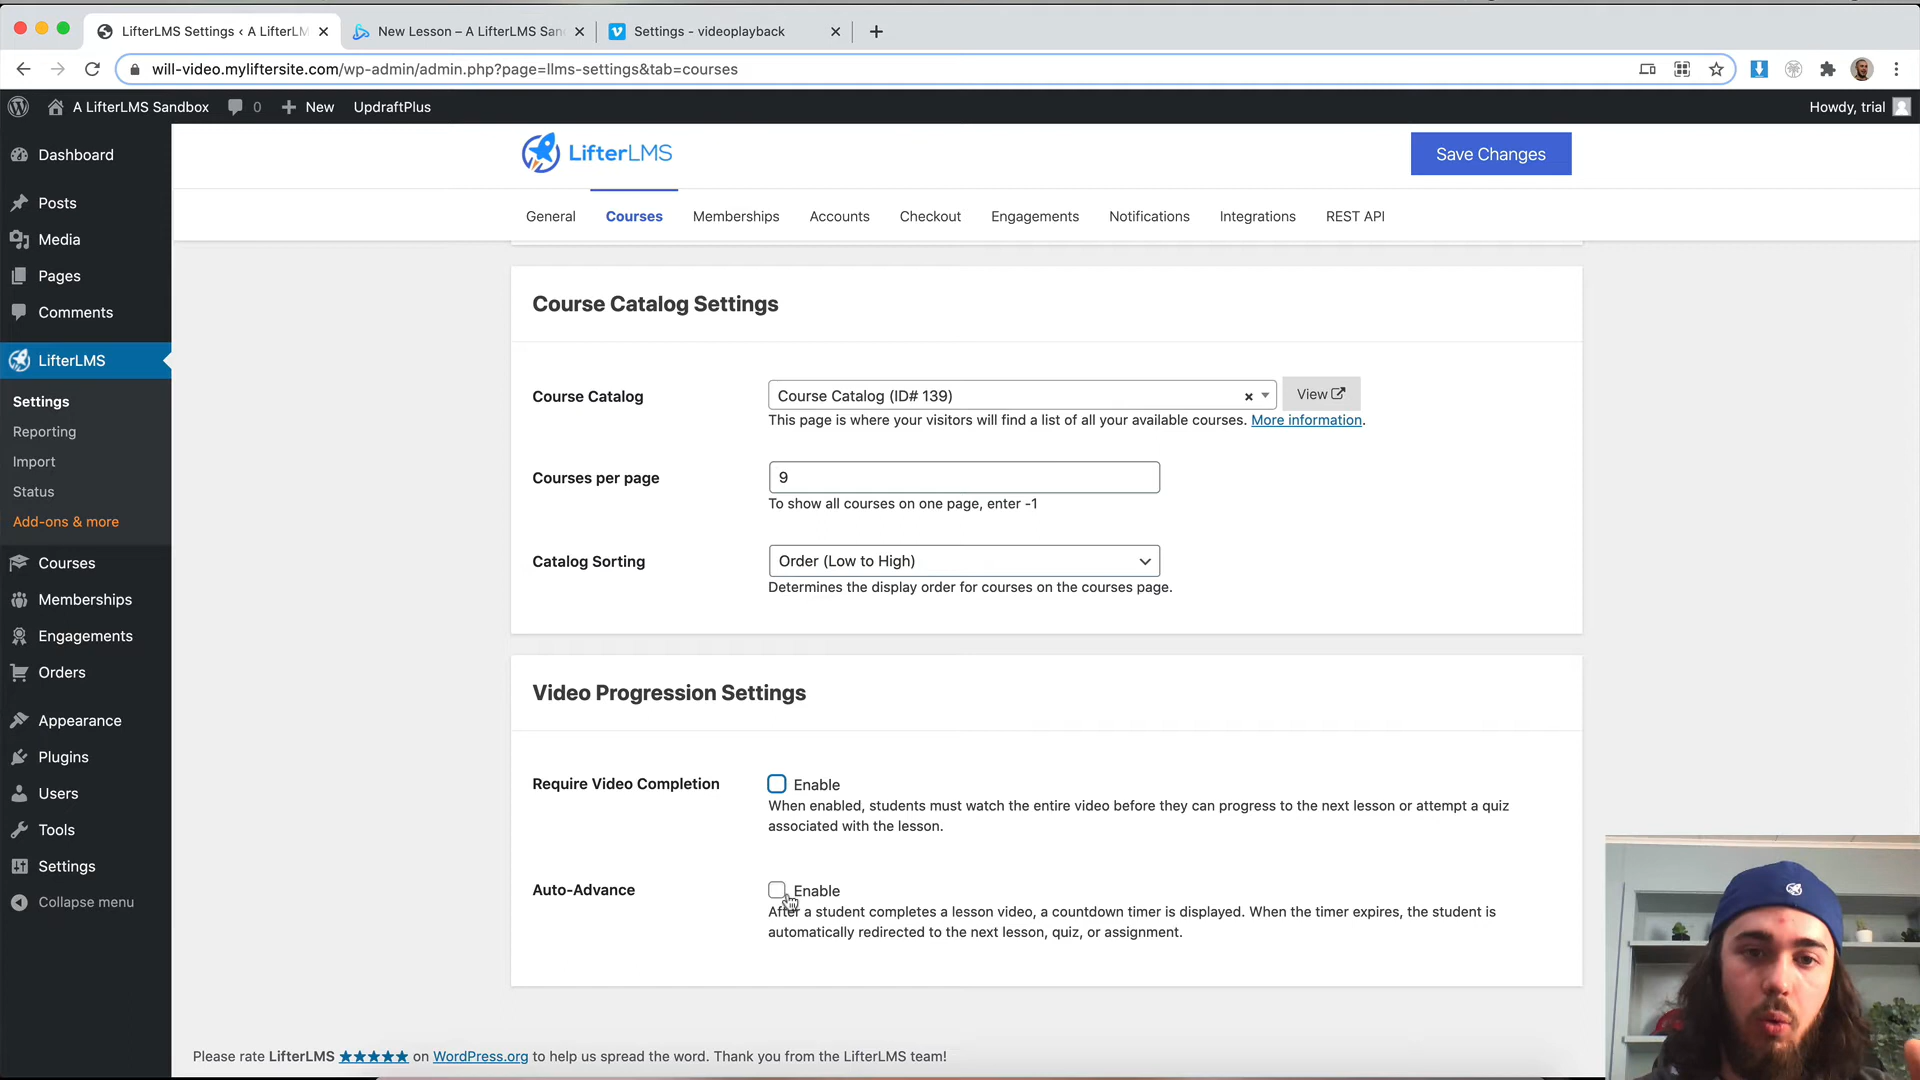 LifterLMS Settings ‹ A LifterLM
New Lesson – A LifterLMS San
Settings - videoplayback
will-video.myliftersite.com/wp-admin/admin.php?page=llms-settings&tab=courses
A LifterLMS Sandbox
0
New
UpdraftPlus
Howdy, trial
Dashboard
Posts
Media
Pages
Comments
LifterLMS
Settings
Reporting
Import
Status
Add-ons & more
Courses
Memberships
Engagements
Orders
Appearance
Plugins
Users
Tools
Settings
Collapse menu
LifterLMS
Save Changes
General
Courses
Memberships
Accounts
Checkout
Engagements
Notifications
Integrations
REST API
Course Catalog Settings
Course Catalog
Course Catalog (ID# 139)
View
This page is where your visitors will find a list of all your available courses. More information.
Courses per page
9
To show all courses on one page, enter -1
Catalog Sorting
Order (Low to High)
Determines the display order for courses on the courses page.
Video Progression Settings
Require Video Completion
Enable
When enabled, students must watch the entire video before they can progress to the next lesson or attempt a quiz
associated with the lesson.
Auto-Advance
Enable
After a student completes a lesson video, a countdown timer is displayed. When the timer expires, the student is
automatically redirected to the next lesson, quiz, or assignment.
Please rate LifterLMS ★★★★★ on WordPress.org to help us spread the word. Thank you from the LifterLMS team!